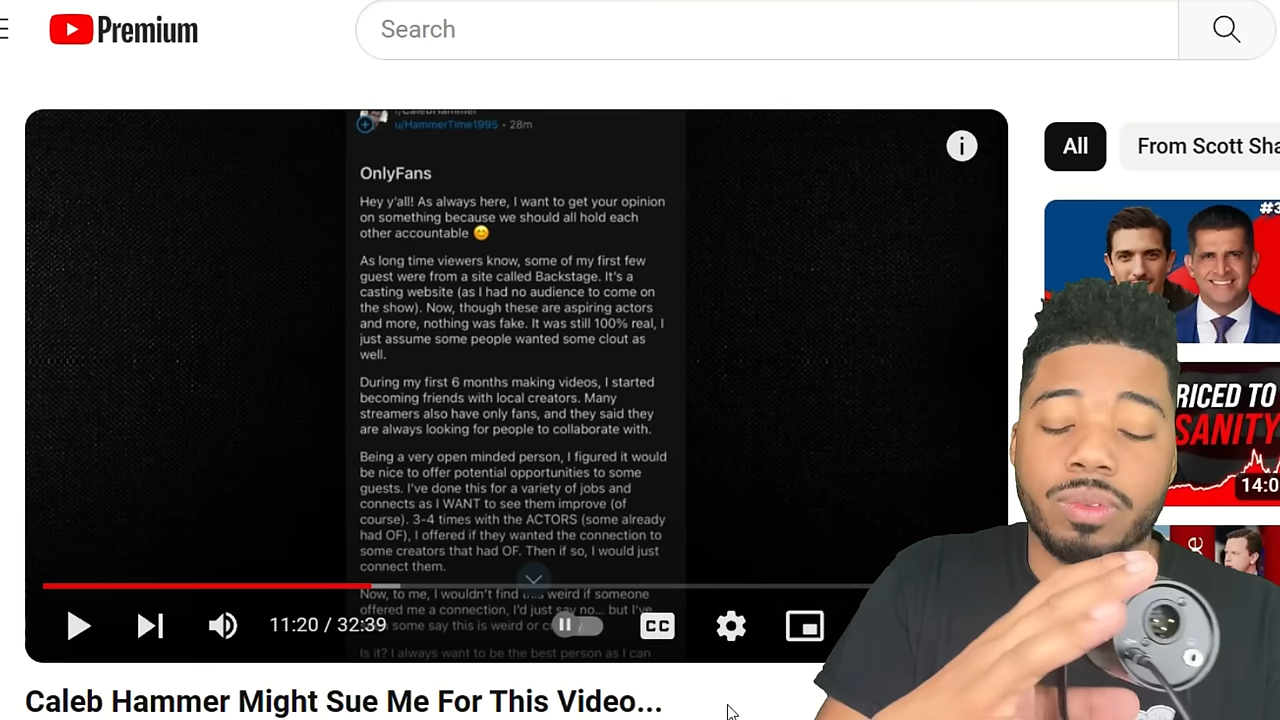 Premium
Search
r/CalebHammer
u/HammerTime1995 • 28m
OnlyFans
Hey y'all! As always here, I want to get your opinion
on something because we should all hold each
other accountable 😊
As long time viewers know, some of my first few
guest were from a site called Backstage. It's a
casting website (as I had no audience to come on
the show). Now, though these are aspiring actors
and more, nothing was fake. It was still 100% real, I
just assume some people wanted some clout as
well.
During my first 6 months making videos, I started
becoming friends with local creators. Many
streamers also have only fans, and they said they
are always looking for people to collaborate with.
Being a very open minded person, I figured it would
be nice to offer potential opportunities to some
guests. I've done this for a variety of jobs and
connects as I WANT to see them improve (of
course). 3-4 times with the ACTORS (some already
had OF), I offered if they wanted the connection to
some creators that had OF. Then if so, I would just
connect them.
Now, to me, I wouldn't find this weird if someone
offered me a connection, I'd just say no... but I've
some say this is weird or
Is it? I always want to be the best person as I can
11:20 / 32:39
CC
Caleb Hammer Might Sue Me For This Video...
All
From Scott Sha
#3
RICED TO
SANITY
14:0